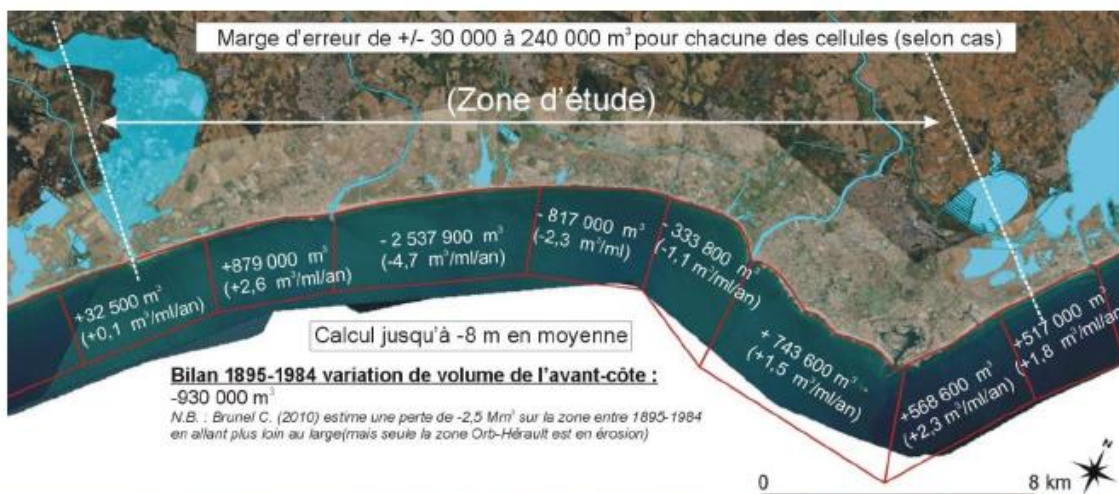 Marge d'erreur de +/- 30 000 à 240 000 m³ pour chacune des cellules (selon cas)
(Zone d'étude)
+32 500 m³
(+0,1 m³/ml/an)
+879 000 m³
(+2,6 m³/ml/an)
- 2 537 900 m³
(-4,7 m³/ml/an)
- 817 000 m³
(-2,3 m³/ml)
- 333 800 m³
(-1,1 m³/ml/an)
+ 743 600 m³
(+1,5 m³/ml/an)
+568 600 m³
(+2,3 m³/ml/an)
+517 000 m³
(+1,8 m³/ml/an)
Calcul jusqu'à -8 m en moyenne
Bilan 1895-1984 variation de volume de l'avant-côte :
-930 000 m³
N.B. : Brunel C. (2010) estime une perte de -2,5 Mm³ sur la zone entre 1895-1984
en allant plus loin au large(mais seule la zone Orb-Hérault est en érosion)
N
0 8 km